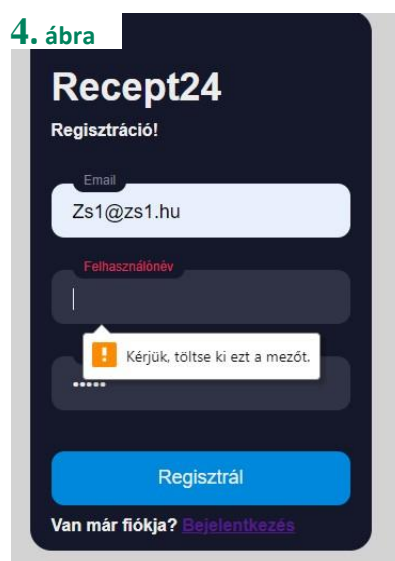 4. ábra
Recept24
Regisztráció!
Email
Zs1@zs1.hu
Felhasználónév
Kérjük, töltse ki ezt a mezőt.
•••••
Regisztrál
Van már fiókja? Bejelentkezés